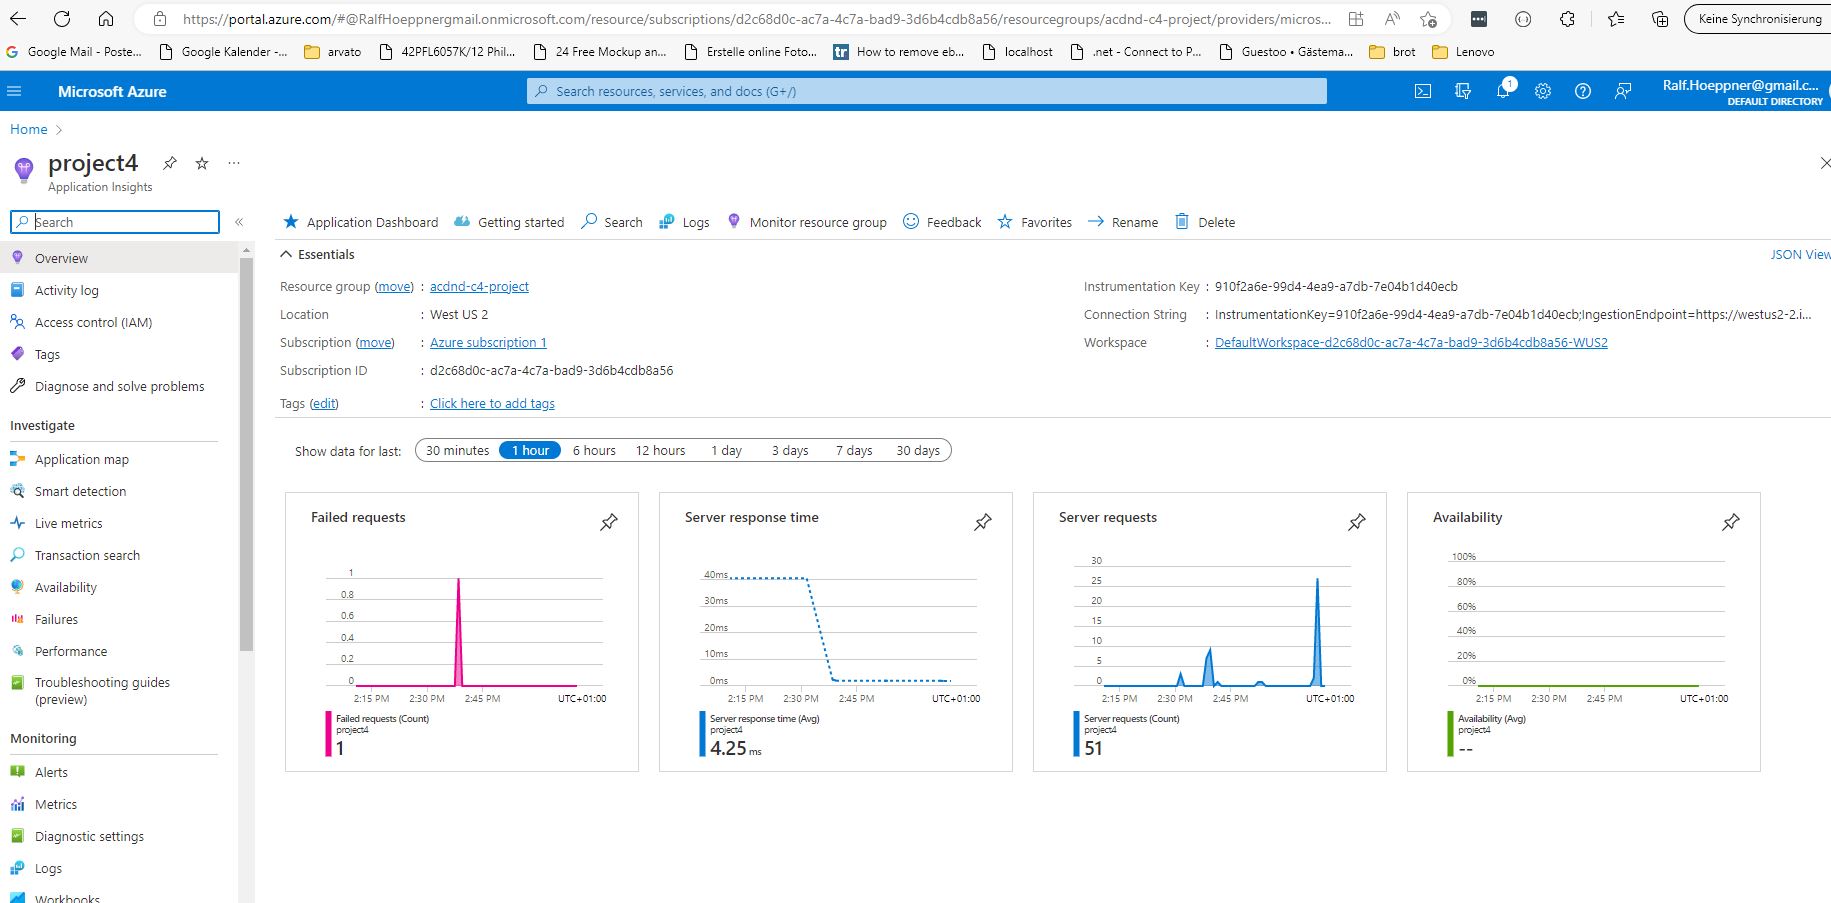 https://portal.azure.com/#@RalfHoeppnergmail.onmicrosoft.com/resource/subscriptions/d2c68d0c-ac7a-4c7a-bad9-3d6b4cdb8a56/resourcegroups/acdnd-c4-project/providers/micros...
Keine Synchronisierung
Google Mail - Poste...
Google Kalender -...
arvato
42PFL6057K/12 Phil...
24 Free Mockup an...
Erstelle online Foto...
tr
How to remove eb...
localhost
.net - Connect to P...
Guestoo • Gästema...
brot
Lenovo
Microsoft Azure
Search resources, services, and docs (G+/)
1
Ralf.Hoeppner@gmail.c...
DEFAULT DIRECTORY
Home
project4
Application Insights
Search
Application Dashboard
Getting started
Search
Logs
Monitor resource group
Feedback
Favorites
Rename
Delete
Overview
Activity log
Access control (IAM)
Tags
Diagnose and solve problems
Investigate
Application map
Smart detection
Live metrics
Transaction search
Availability
Failures
Performance
Troubleshooting guides
(preview)
Monitoring
Alerts
Metrics
Diagnostic settings
Logs
Workbooks
Essentials
JSON View
Resource group (move) : acdnd-c4-project
Location : West US 2
Subscription (move) : Azure subscription 1
Subscription ID : d2c68d0c-ac7a-4c7a-bad9-3d6b4cdb8a56
Tags (edit) : Click here to add tags
Instrumentation Key : 910f2a6e-99d4-4ea9-a7db-7e04b1d40ecb
Connection String : InstrumentationKey=910f2a6e-99d4-4ea9-a7db-7e04b1d40ecb;IngestionEndpoint=https://westus2-2.i...
Workspace : DefaultWorkspace-d2c68d0c-ac7a-4c7a-bad9-3d6b4cdb8a56-WUS2
Show data for last: 30 minutes 1 hour 6 hours 12 hours 1 day 3 days 7 days 30 days
Failed requests
1
0.8
0.6
0.4
0.2
0
2:15 PM 2:30 PM 2:45 PM UTC+01:00
Failed requests (Count)
project4
1
Server response time
40ms
30ms
20ms
10ms
0ms
2:15 PM 2:30 PM 2:45 PM UTC+01:00
Server response time (Avg)
project4
4.25 ms
Server requests
30
25
20
15
10
5
0
2:15 PM 2:30 PM 2:45 PM UTC+01:00
Server requests (Count)
project4
51
Availability
100%
80%
60%
40%
20%
0%
2:15 PM 2:30 PM 2:45 PM UTC+01:00
Availability (Avg)
project4
--